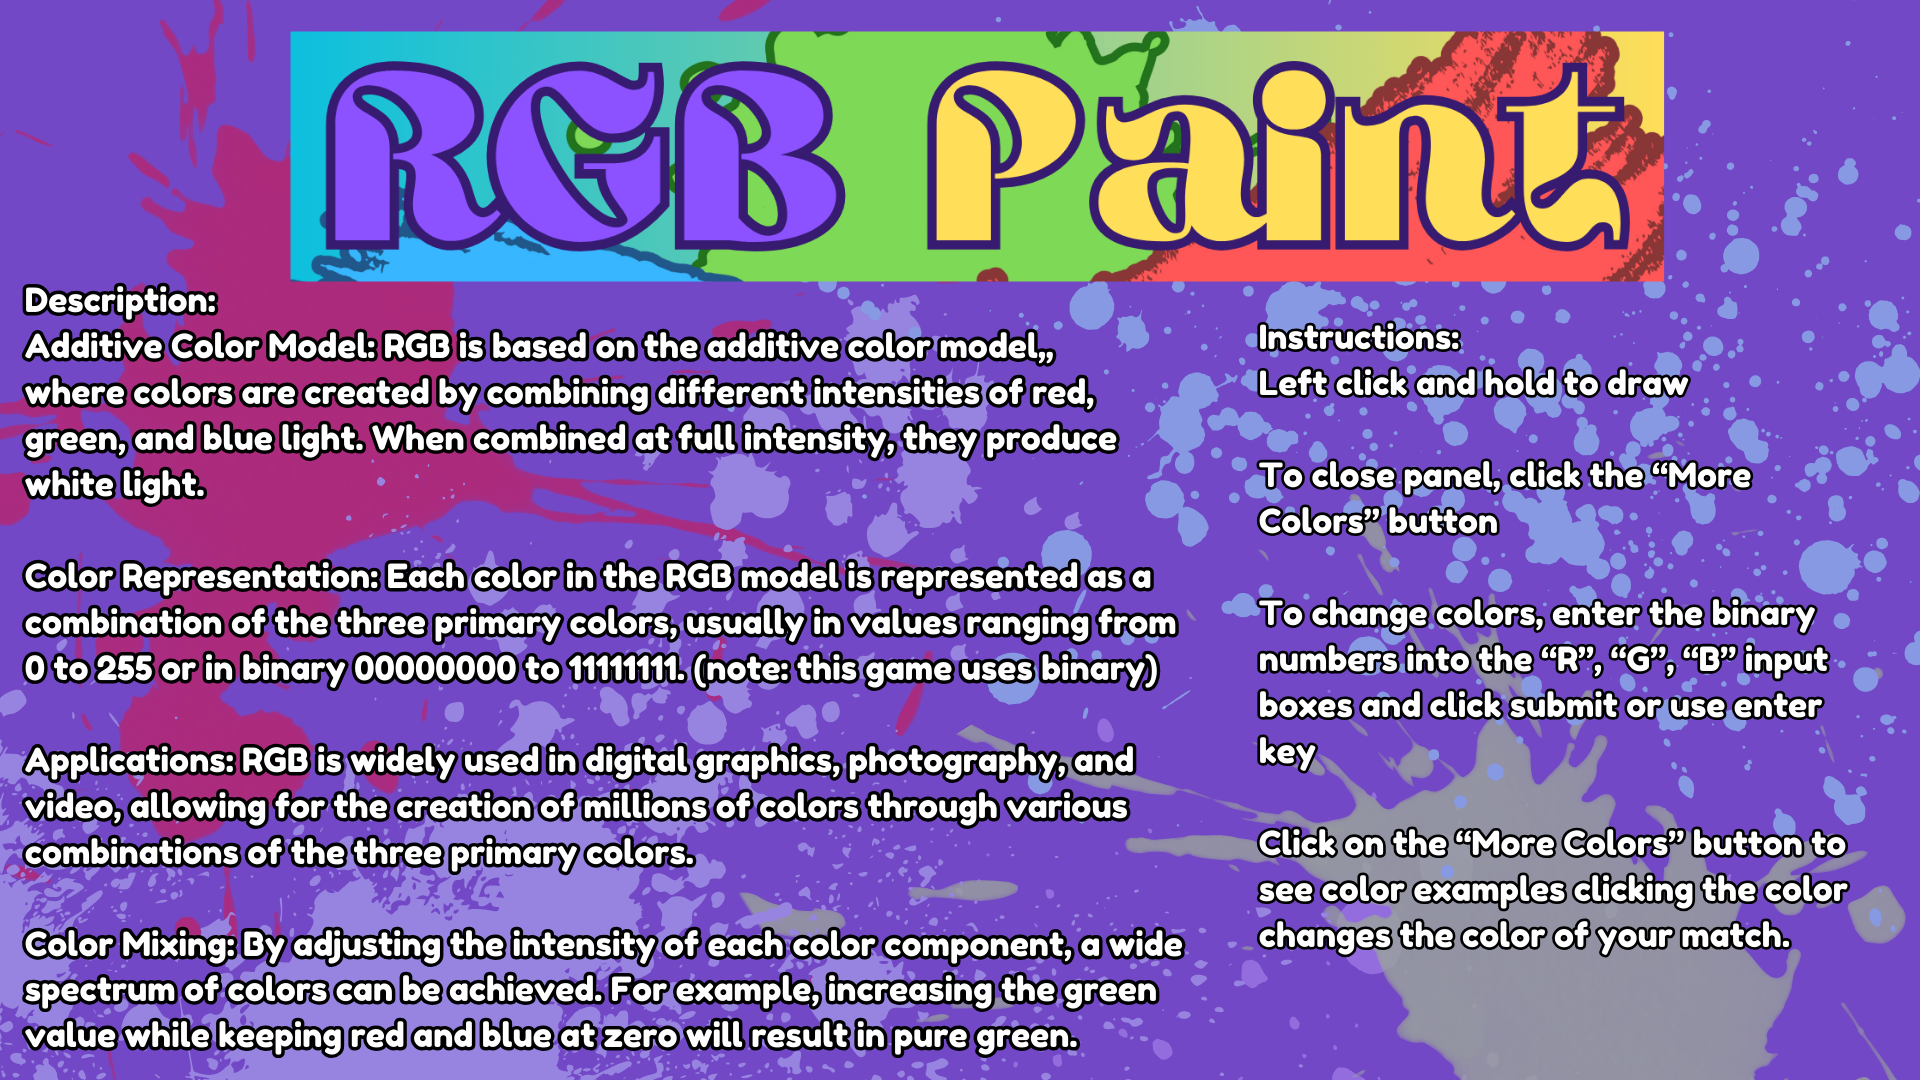 RGB Paint
Description:
Additive Color Model: RGB is based on the additive color model,,
where colors are created by combining different intensities of red,
green, and blue light. When combined at full intensity, they produce
white light.
Color Representation: Each color in the RGB model is represented as a
combination of the three primary colors, usually in values ranging from
0 to 255 or in binary 00000000 to 11111111. (note: this game uses binary)
Applications: RGB is widely used in digital graphics, photography, and
video, allowing for the creation of millions of colors through various
combinations of the three primary colors.
Color Mixing: By adjusting the intensity of each color component, a wide
spectrum of colors can be achieved. For example, increasing the green
value while keeping red and blue at zero will result in pure green.
Instructions:
Left click and hold to draw
To close panel, click the “More
Colors” button
To change colors, enter the binary
numbers into the “R”, “G”, “B” input
boxes and click submit or use enter
key
Click on the “More Colors” button to
see color examples clicking the color
changes the color of your match.